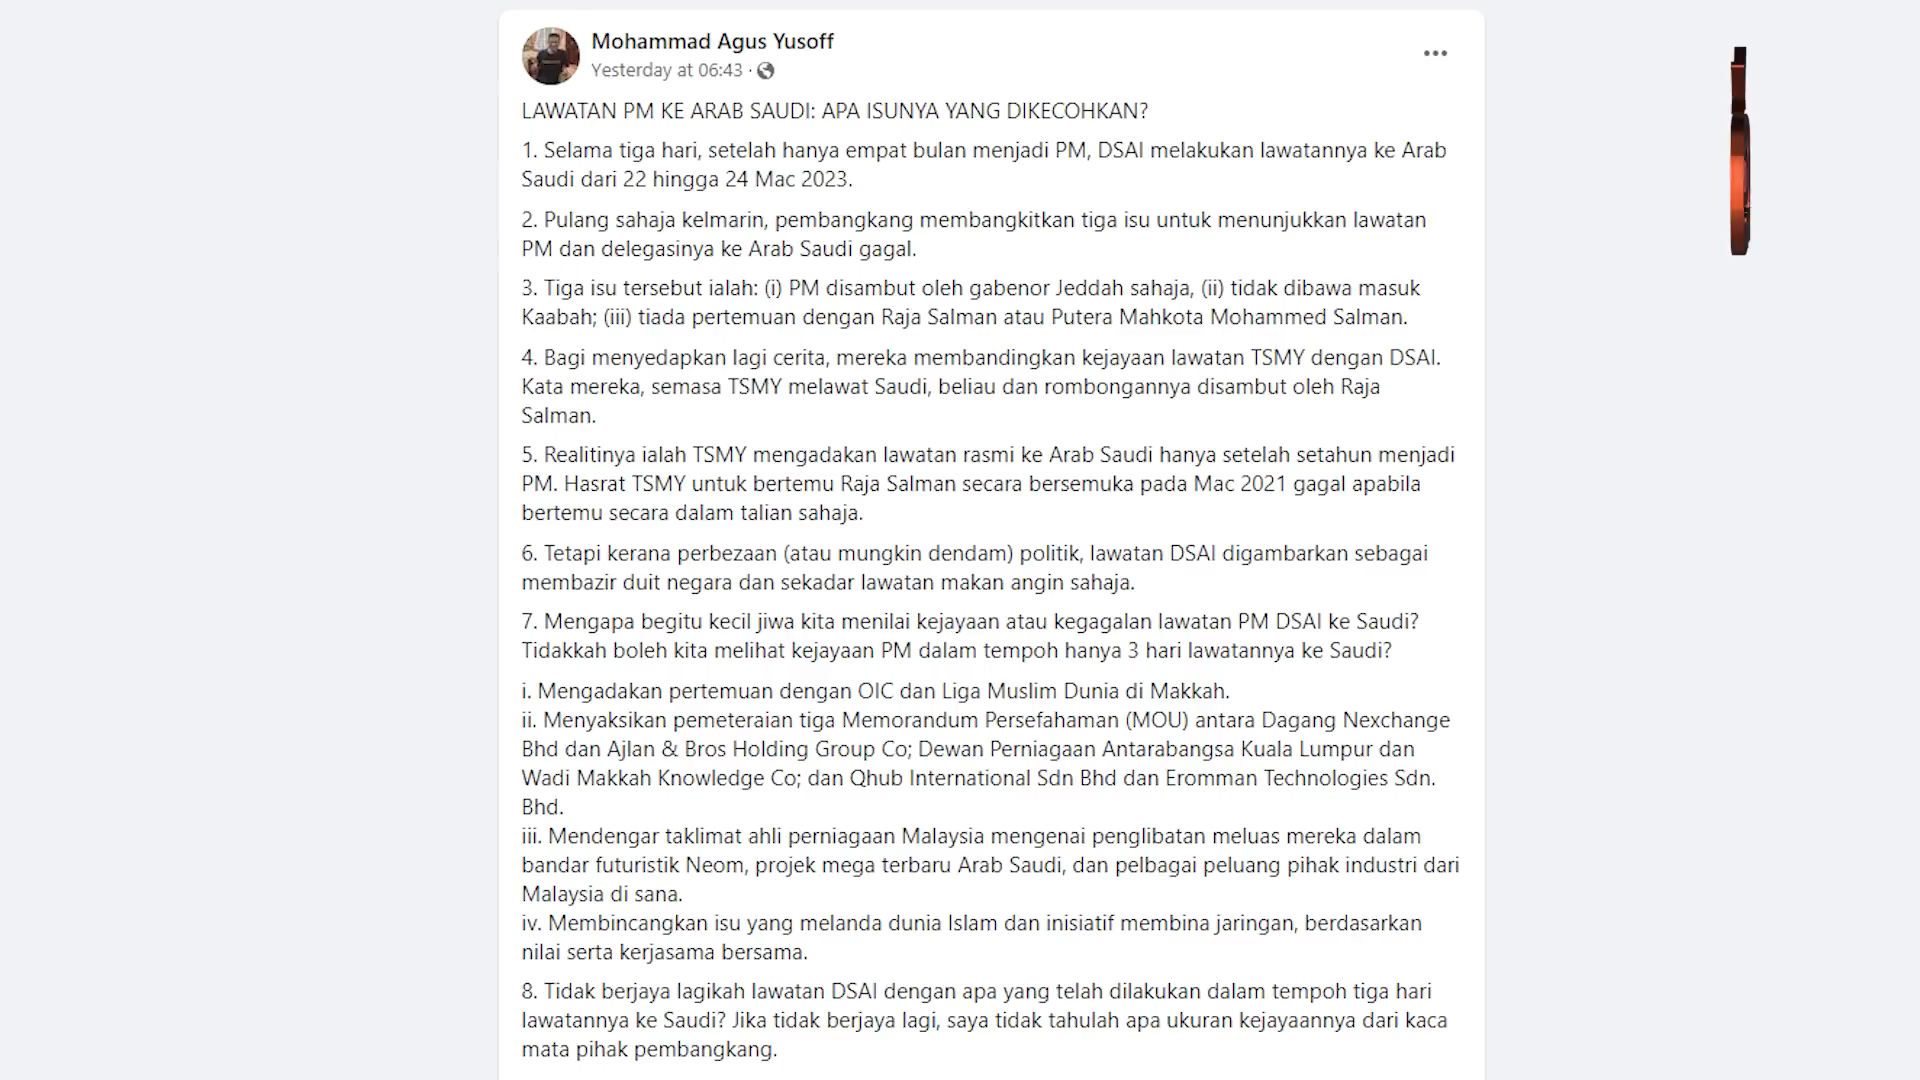 Mohammad Agus Yusoff
Yesterday at 06:43 ·
LAWATAN PM KE ARAB SAUDI: APA ISUNYA YANG DIKECOHKAN?
1. Selama tiga hari, setelah hanya empat bulan menjadi PM, DSAI melakukan lawatannya ke Arab
Saudi dari 22 hingga 24 Mac 2023.
2. Pulang sahaja kelmarin, pembangkang membangkitkan tiga isu untuk menunjukkan lawatan
PM dan delegasinya ke Arab Saudi gagal.
3. Tiga isu tersebut ialah: (i) PM disambut oleh gabenor Jeddah sahaja, (ii) tidak dibawa masuk
Kaabah; (iii) tiada pertemuan dengan Raja Salman atau Putera Mahkota Mohammed Salman.
4. Bagi menyedapkan lagi cerita, mereka membandingkan kejayaan lawatan TSMY dengan DSAI.
Kata mereka, semasa TSMY melawat Saudi, beliau dan rombongannya disambut oleh Raja
Salman.
5. Realitinya ialah TSMY mengadakan lawatan rasmi ke Arab Saudi hanya setelah setahun menjadi
PM. Hasrat TSMY untuk bertemu Raja Salman secara bersemuka pada Mac 2021 gagal apabila
bertemu secara dalam talian sahaja.
6. Tetapi kerana perbezaan (atau mungkin dendam) politik, lawatan DSAI digambarkan sebagai
membazir duit negara dan sekadar lawatan makan angin sahaja.
7. Mengapa begitu kecil jiwa kita menilai kejayaan atau kegagalan lawatan PM DSAI ke Saudi?
Tidakkah boleh kita melihat kejayaan PM dalam tempoh hanya 3 hari lawatannya ke Saudi?
i. Mengadakan pertemuan dengan OIC dan Liga Muslim Dunia di Makkah.
ii. Menyaksikan pemeteraian tiga Memorandum Persefahaman (MOU) antara Dagang Nexchange
Bhd dan Ajlan & Bros Holding Group Co; Dewan Perniagaan Antarabangsa Kuala Lumpur dan
Wadi Makkah Knowledge Co; dan Qhub International Sdn Bhd dan Eromman Technologies Sdn.
Bhd.
iii. Mendengar taklimat ahli perniagaan Malaysia mengenai penglibatan meluas mereka dalam
bandar futuristik Neom, projek mega terbaru Arab Saudi, dan pelbagai peluang pihak industri dari
Malaysia di sana.
iv. Membincangkan isu yang melanda dunia Islam dan inisiatif membina jaringan, berdasarkan
nilai serta kerjasama bersama.
8. Tidak berjaya lagikah lawatan DSAI dengan apa yang telah dilakukan dalam tempoh tiga hari
lawatannya ke Saudi? Jika tidak berjaya lagi, saya tidak tahulah apa ukuran kejayaannya dari kaca
mata pihak pembangkang.